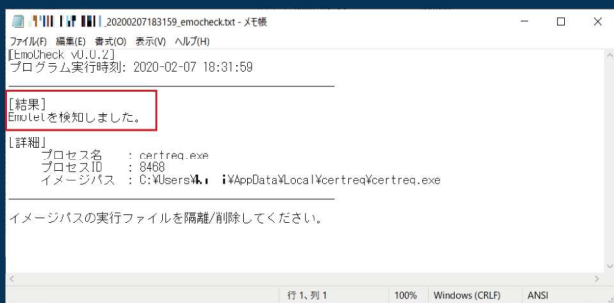 _20200207183159_emocheck.txt - メモ帳
ファイル(F) 編集(E) 書式(O) 表示(V) ヘルプ(H)
[EmoCheck v0.0.2]
プログラム実行時刻: 2020-02-07 18:31:59
[結果]
Emotetを検知しました。
[詳細]
プロセス名 : certreq.exe
プロセスID : 8468
イメージパス : C:¥Users¥ ¥AppData¥Local¥certreq¥certreq.exe
イメージパスの実行ファイルを隔離/削除してください。
行 1、列 1 100% Windows (CRLF) ANSI